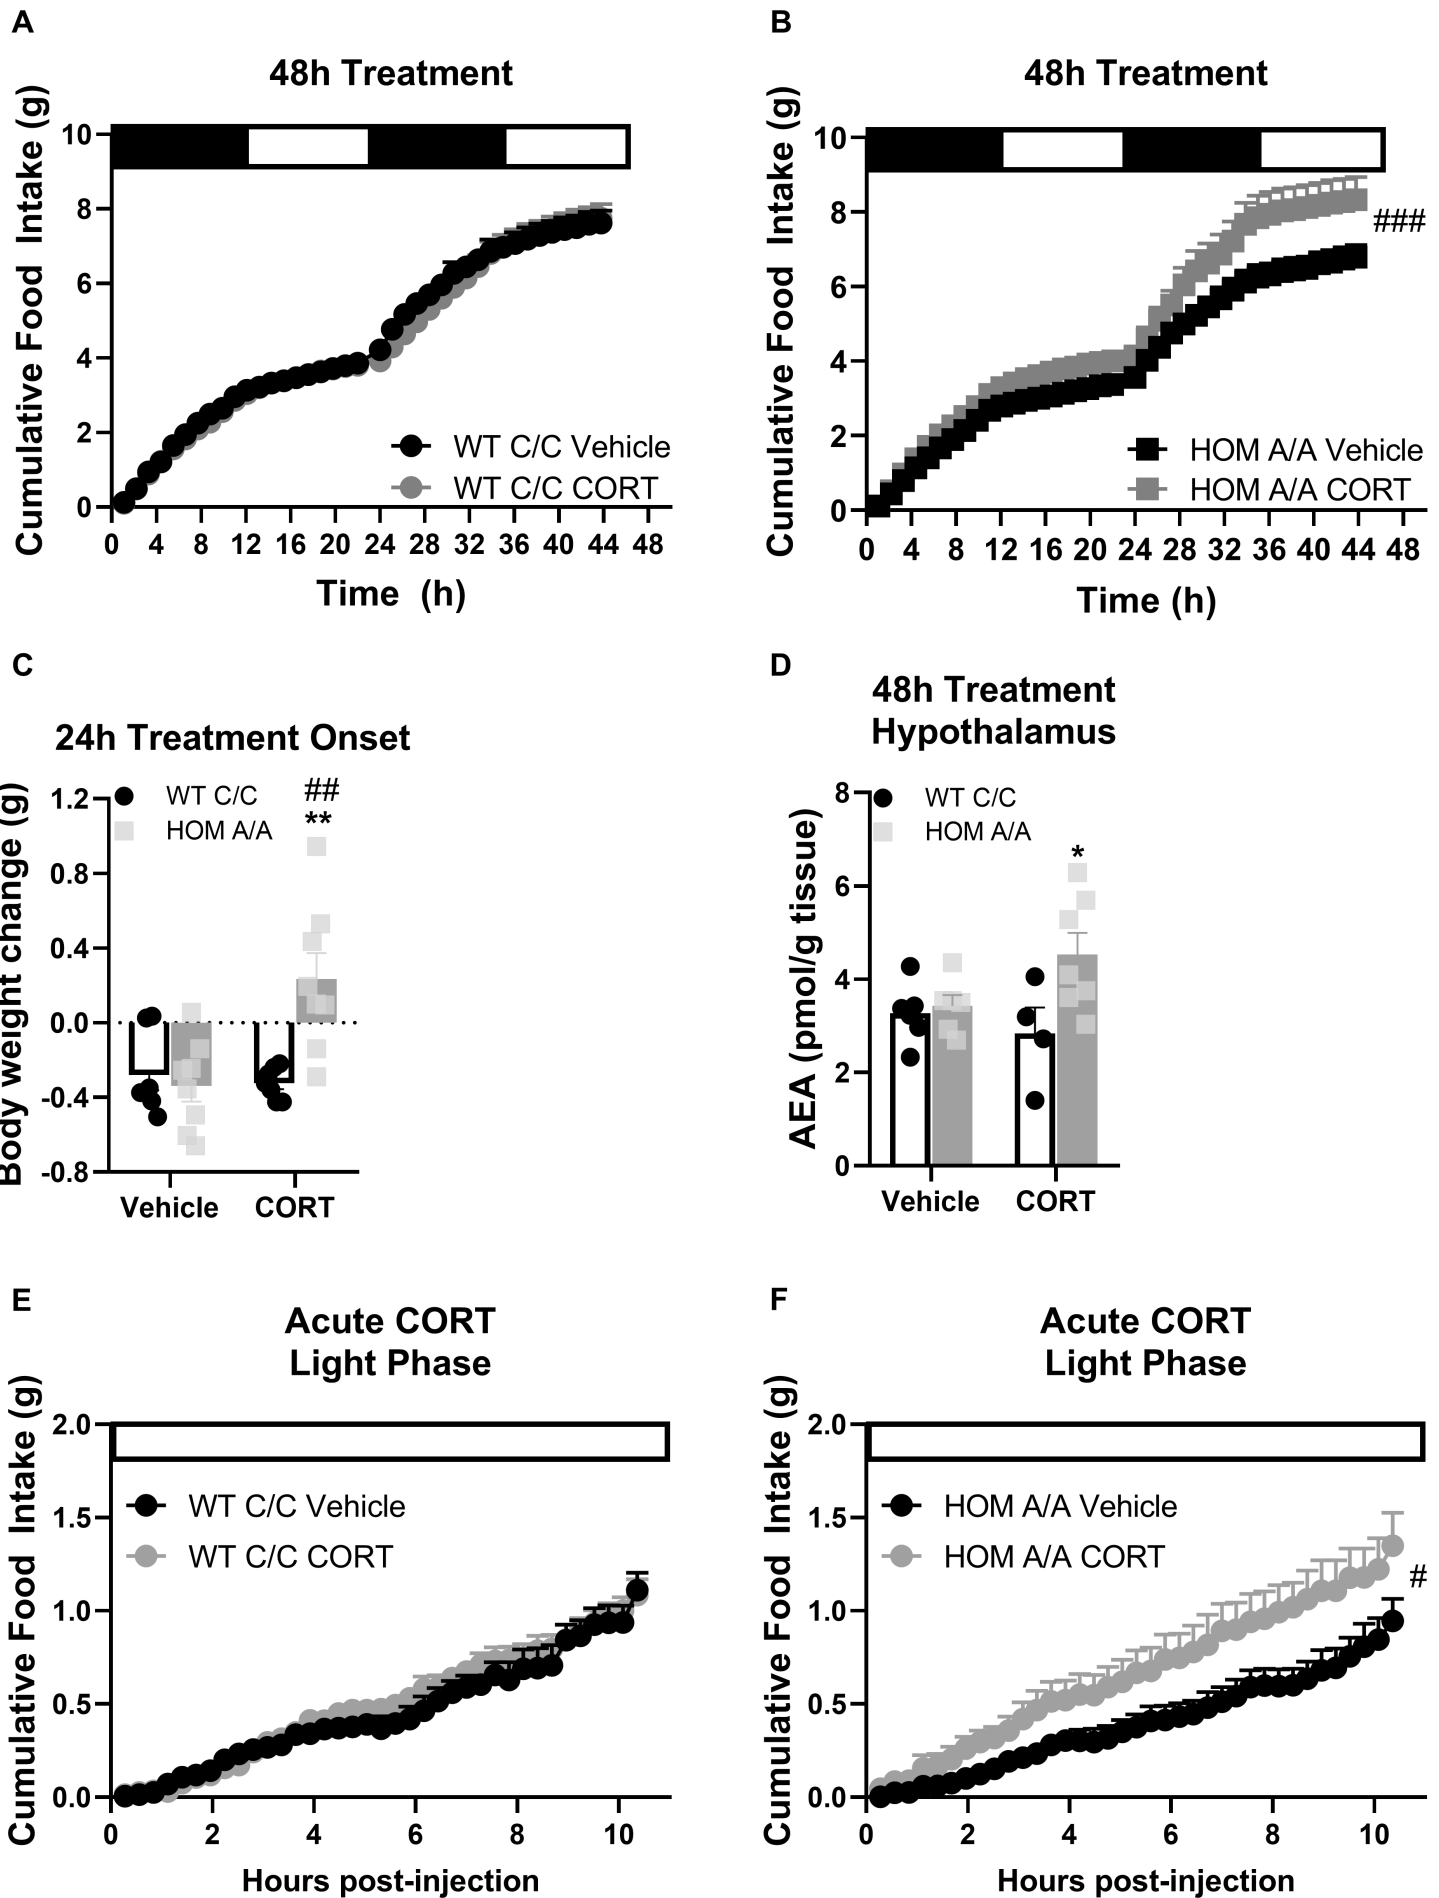 A
48h Treatment
Cumulative Food Intake (g)
10
8
6
4
2
0
WT C/C Vehicle
WT C/C CORT
0 4 8 12 16 20 24 28 32 36 40 44 48
Time (h)
B
48h Treatment
Cumulative Food Intake (g)
10
8
6
4
2
0
###
HOM A/A Vehicle
HOM A/A CORT
0 4 8 12 16 20 24 28 32 36 40 44 48
Time (h)
C
24h Treatment Onset
Body weight change (g)
1.2
0.8
0.4
0.0
-0.4
-0.8
WT C/C
HOM A/A
##
**
Vehicle CORT
D
48h Treatment
Hypothalamus
AEA (pmol/g tissue)
8
6
4
2
0
WT C/C
HOM A/A
*
Vehicle CORT
E
Acute CORT
Light Phase
Cumulative Food Intake (g)
2.0
1.5
1.0
0.5
0.0
WT C/C Vehicle
WT C/C CORT
0 2 4 6 8 10
Hours post-injection
F
Acute CORT
Light Phase
Cumulative Food Intake (g)
2.0
1.5
1.0
0.5
0.0
HOM A/A Vehicle
HOM A/A CORT
#
0 2 4 6 8 10
Hours post-injection